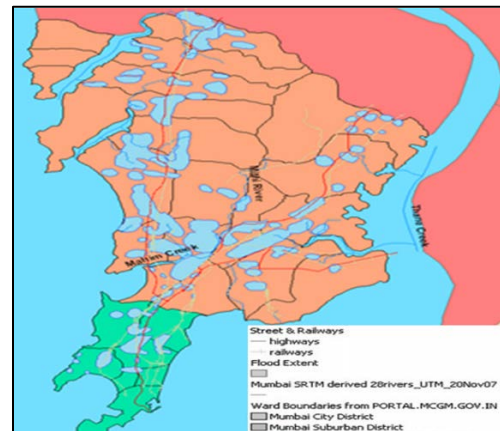 Mithi River
Mahim Creek
Thane Creek
Street & Railways
highways
railways
Flood Extent
Mumbai SRTM derived 28rivers_UTM_20Nov07
Ward Boundaries from PORTAL.MCGM.GOV.IN
Mumbai City District
Mumbai Suburban District